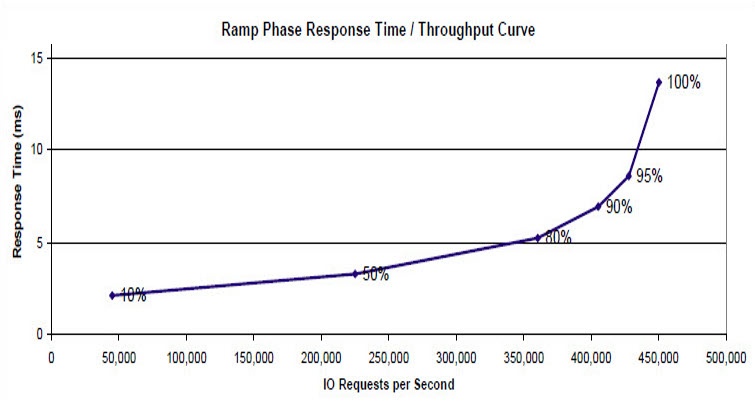 Ramp Phase Response Time / Throughput Curve
15
100%
10
95%
90%
5
80%
50%
10%
0
Response Time (ms)
0 50,000 100,000 150,000 200,000 250,000 300,000 350,000 400,000 450,000 500,000
IO Requests per Second